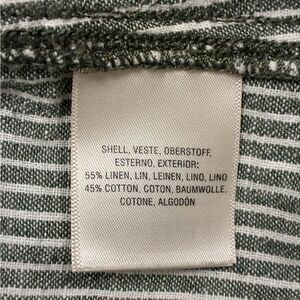 SHELL, VESTE, OBERSTOFF,
ESTERNO, EXTERIOR:
55% LINEN, LIN, LEINEN, LINO, LINO
45% COTTON, COTON, BAUMWOLLE,
COTONE, ALGODÓN